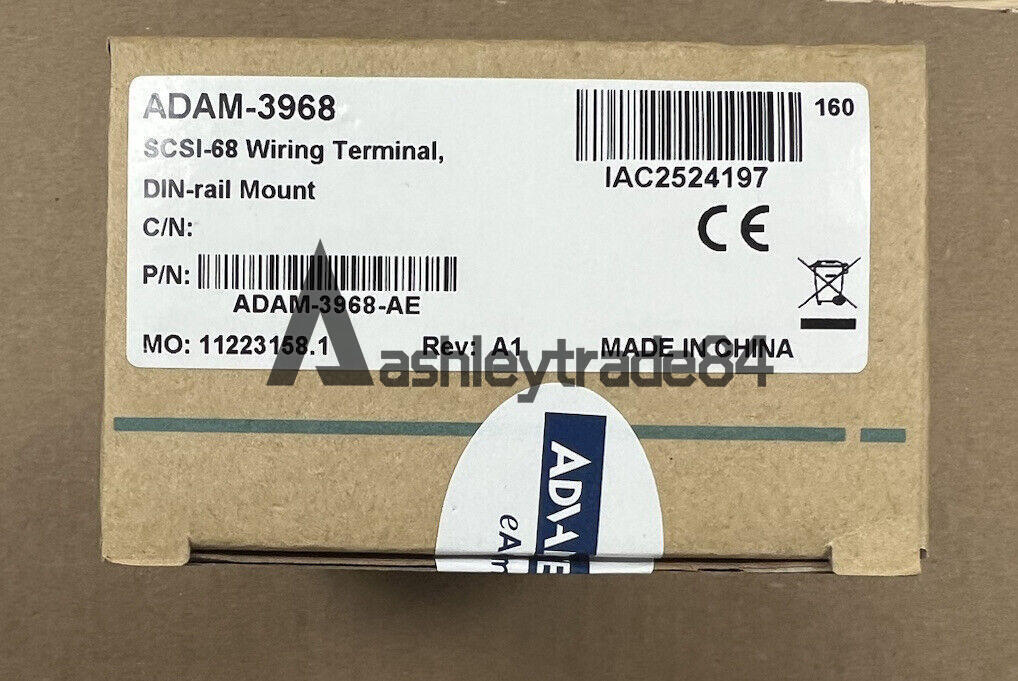 ADAM-3968
SCSI-68 Wiring Terminal,
DIN-rail Mount
C/N:
P/N:
ADAM-3968-AE
MO: 11223158.1
Rev: A1
MADE IN CHINA
160
IAC2524197
CE
ashleytrade84